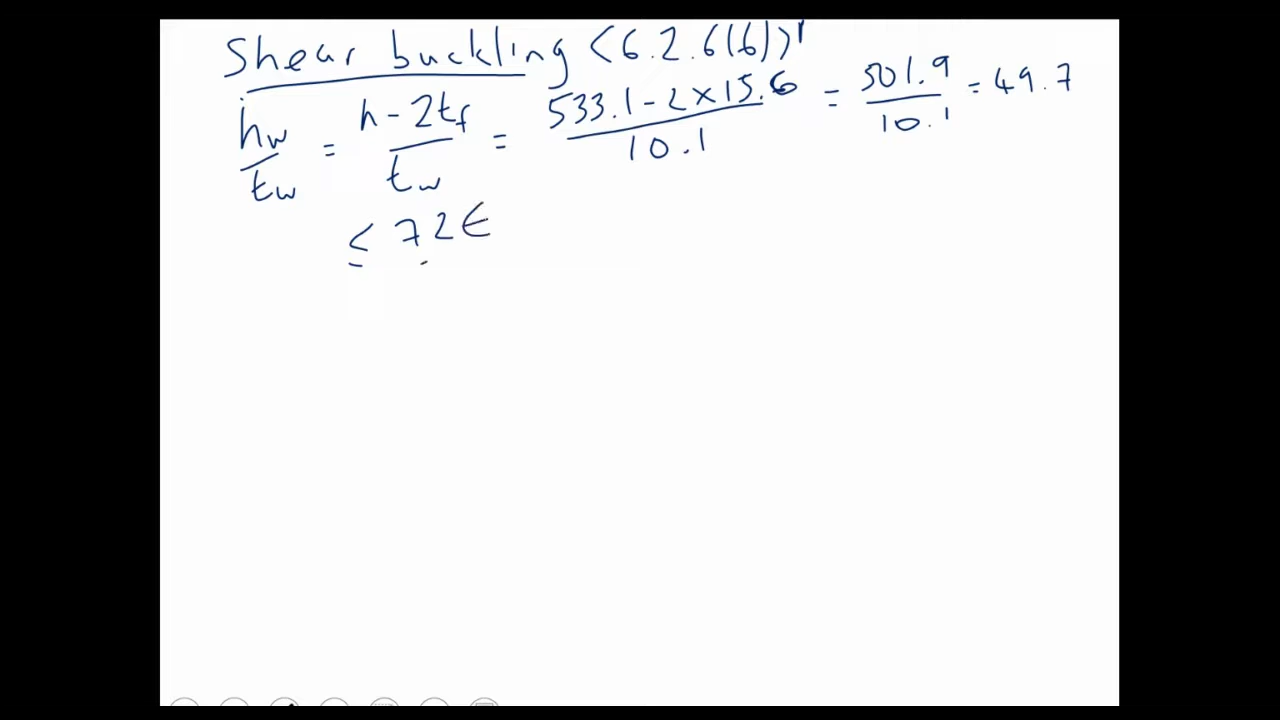 Shear buckling <6.2.6(6)>
hw/tw = h - 2tf/tw = 533.1 - 2 × 15.6/10.1 = 501.9/10.1 = 49.7
≤ 72ϵ